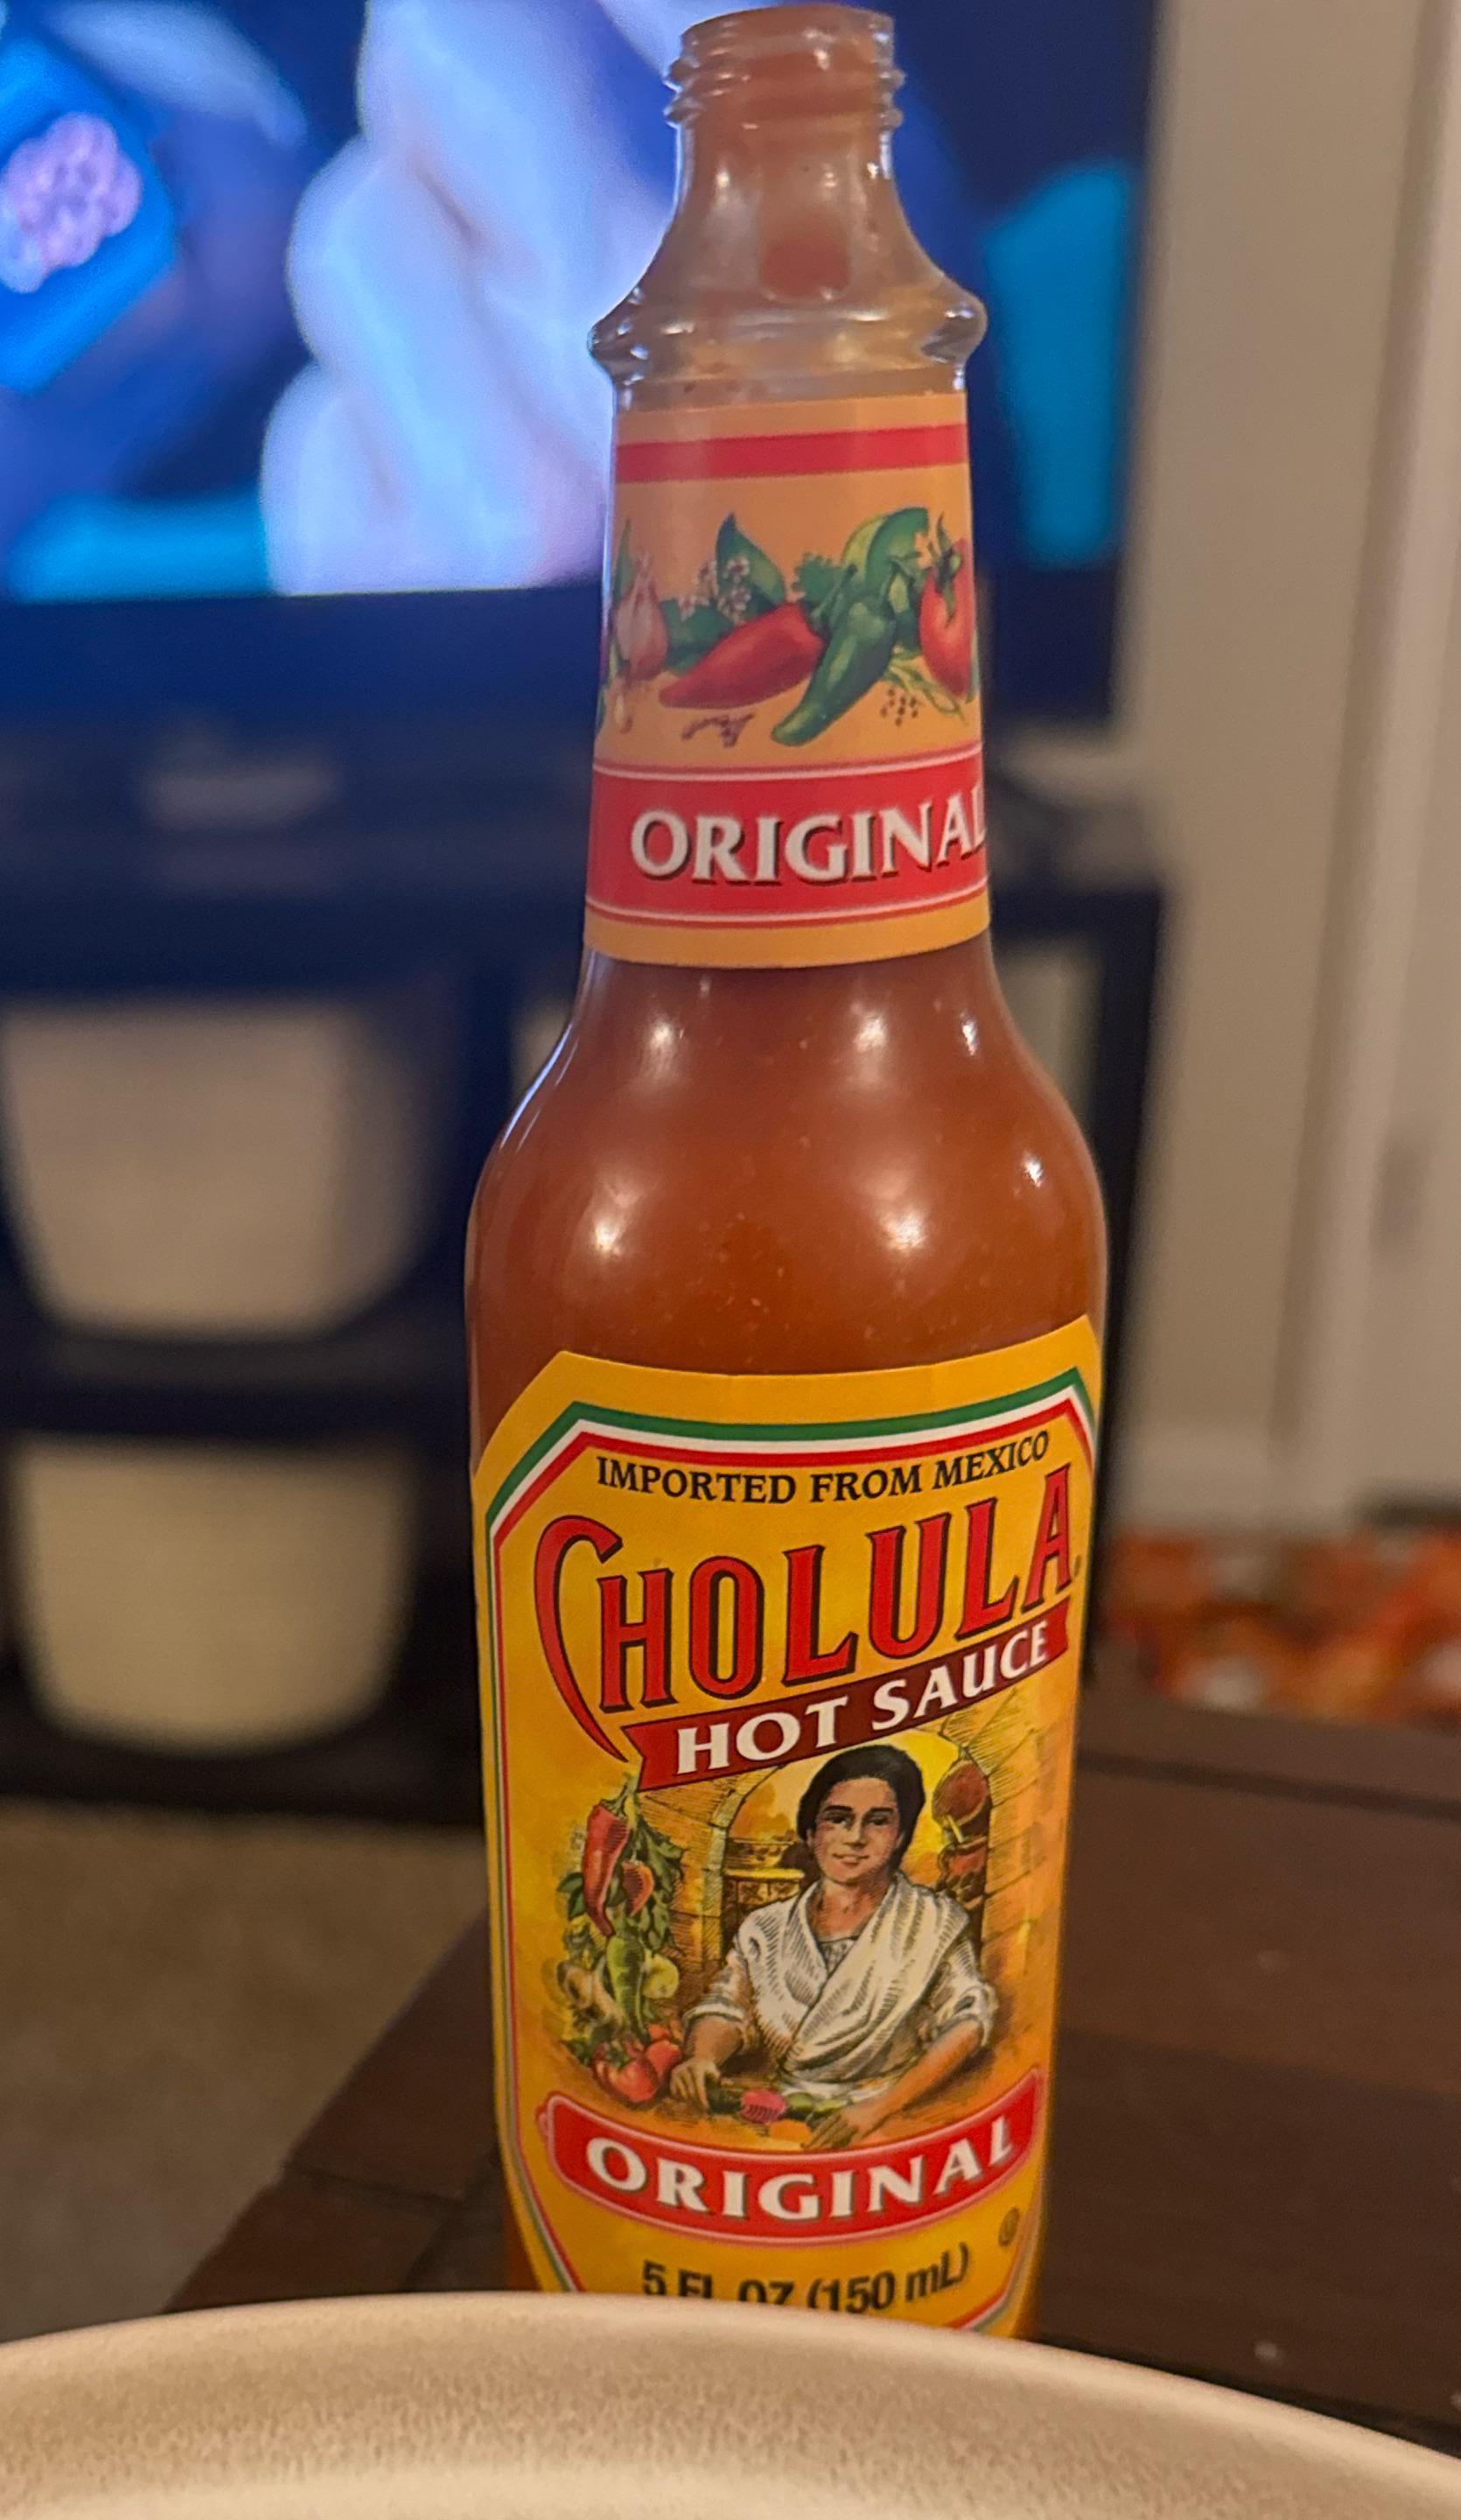 ORIGINAL
IMPORTED FROM MEXICO
CHOLULA
HOT SAUCE
ORIGINAL
5 FL OZ (150 mL)